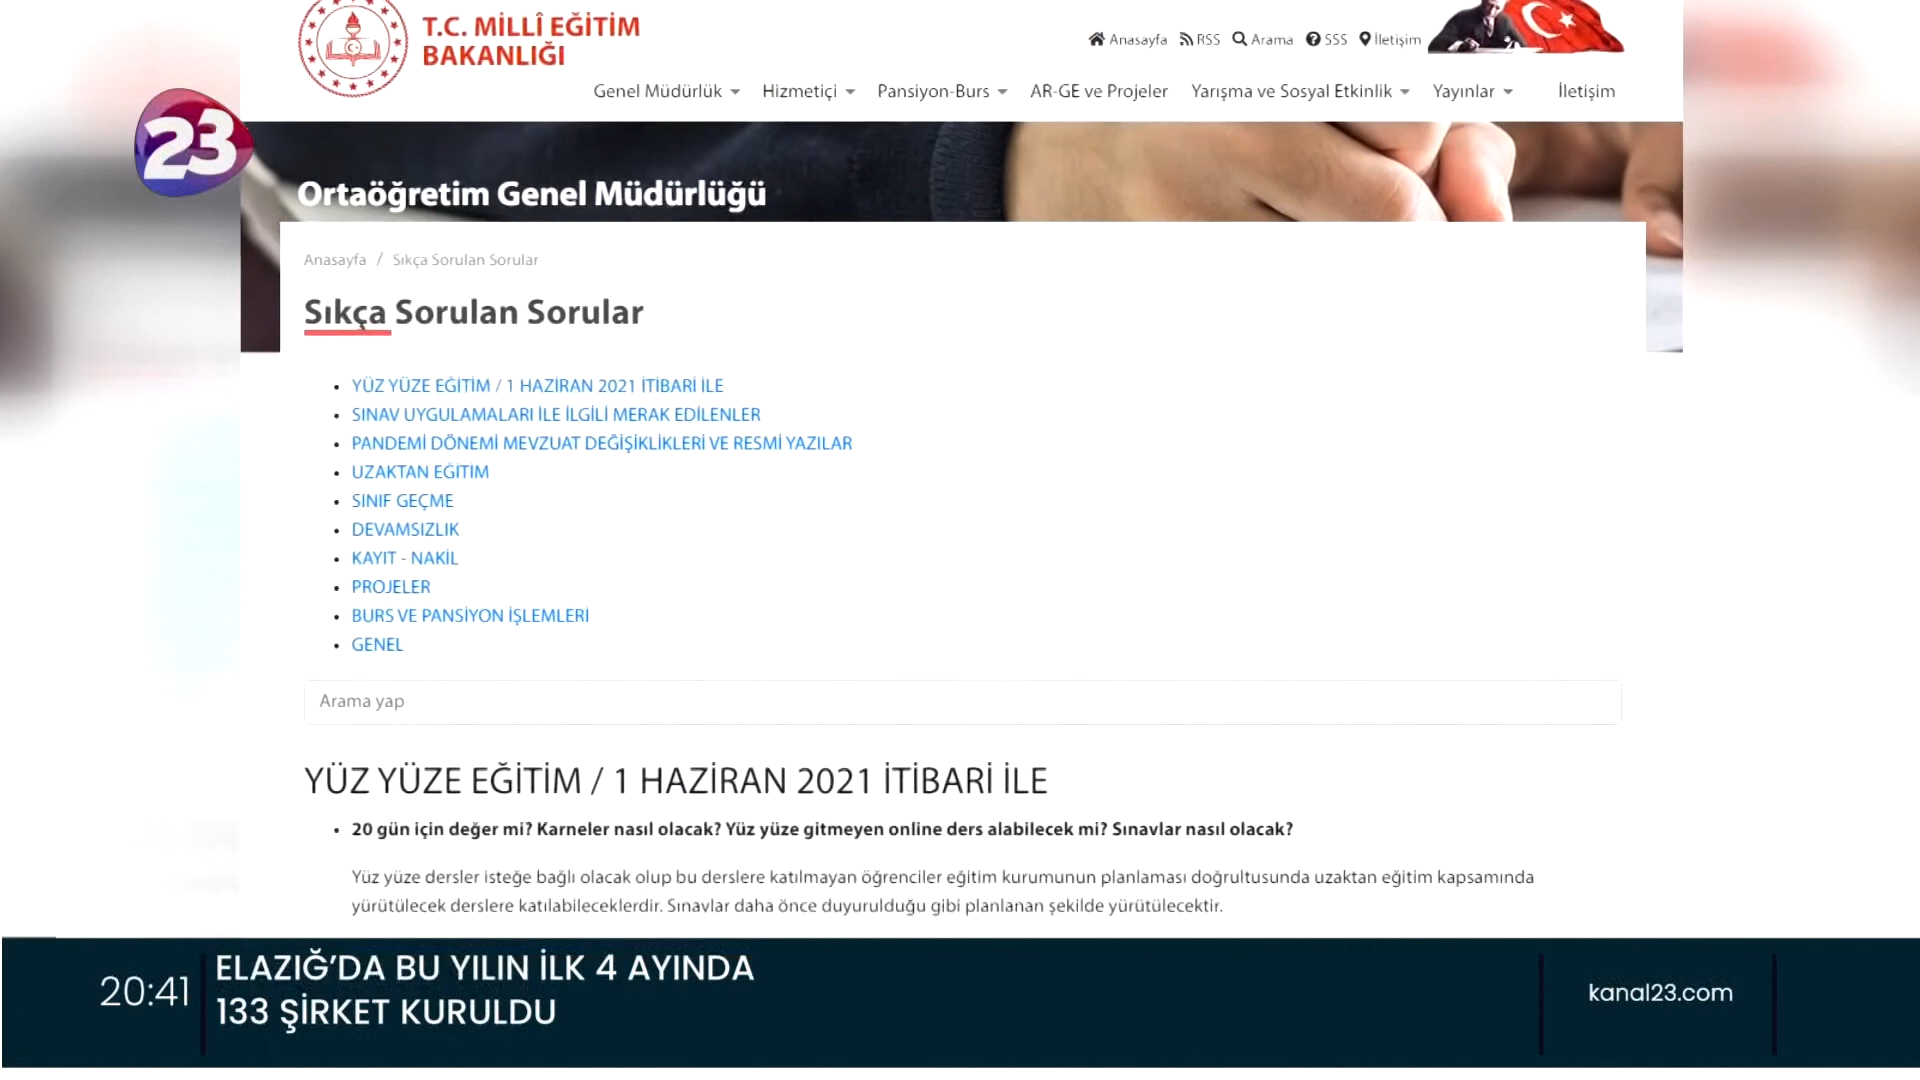 T.C. MİLLÎ EĞİTİM
BAKANLIĞI
Anasayfa RSS Arama SSS İletişim
Genel Müdürlük Hizmetiçi Pansiyon-Burs AR-GE ve Projeler Yarışma ve Sosyal Etkinlik Yayınlar İletişim
23
Ortaöğretim Genel Müdürlüğü
Anasayfa / Sıkça Sorulan Sorular
Sıkça Sorulan Sorular
• YÜZ YÜZE EĞİTİM / 1 HAZİRAN 2021 İTİBARİ İLE
• SINAV UYGULAMALARI İLE İLGİLİ MERAK EDİLENLER
• PANDEMİ DÖNEMİ MEVZUAT DEĞİŞİKLİKLERİ VE RESMİ YAZILAR
• UZAKTAN EĞİTİM
• SINIF GEÇME
• DEVAMSIZLIK
• KAYIT - NAKİL
• PROJELER
• BURS VE PANSİYON İŞLEMLERİ
• GENEL
Arama yap
YÜZ YÜZE EĞİTİM / 1 HAZİRAN 2021 İTİBARİ İLE
• 20 gün için değer mi? Karneler nasıl olacak? Yüz yüze gitmeyen online ders alabilecek mi? Sınavlar nasıl olacak?
Yüz yüze dersler isteğe bağlı olacak olup bu derslere katılmayan öğrenciler eğitim kurumunun planlaması doğrultusunda uzaktan eğitim kapsamında
yürütülecek derslere katılabileceklerdir. Sınavlar daha önce duyurulduğu gibi planlanan şekilde yürütülecektir.
20:41
ELAZIĞ'DA BU YILIN İLK 4 AYINDA
133 ŞİRKET KURULDU
kanal23.com